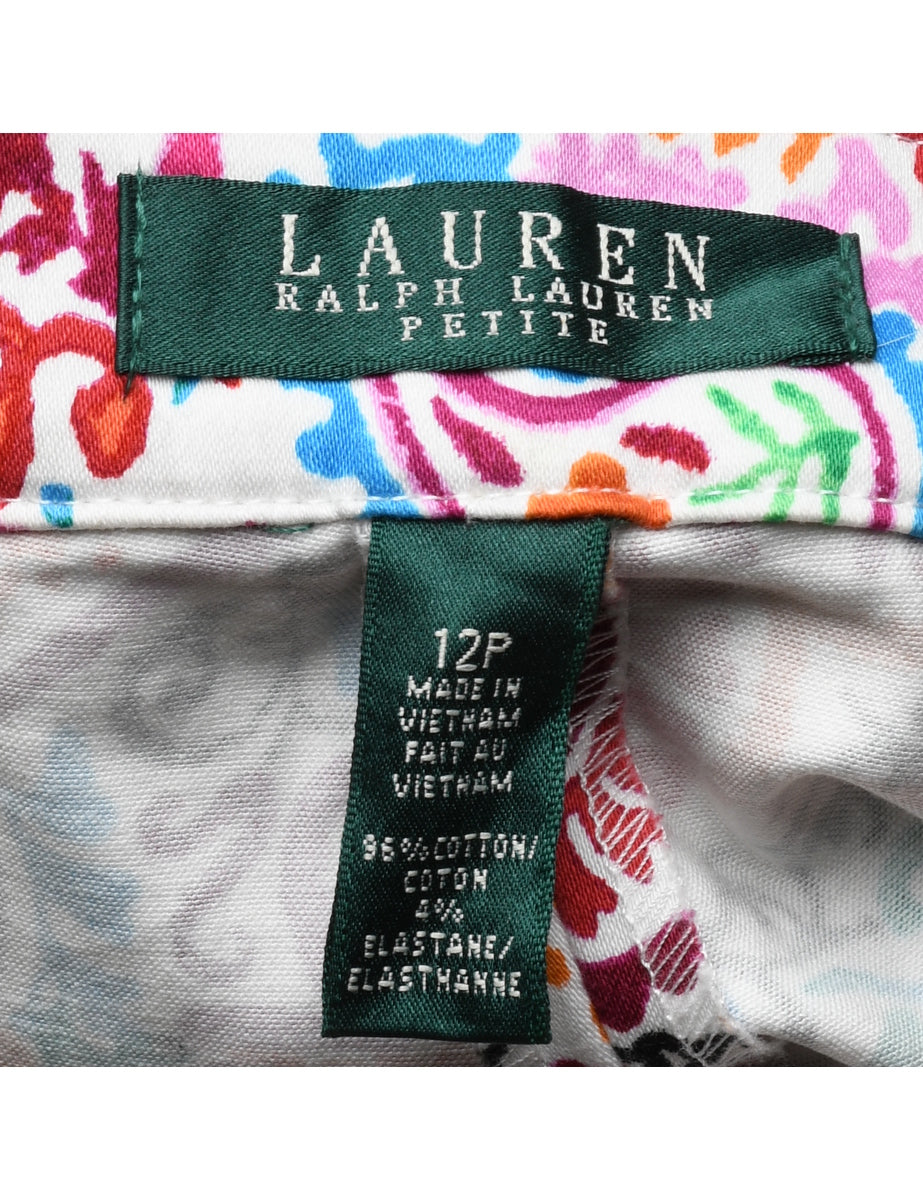 LAUREN
RALPH LAUREN
PETITE
12P
MADE IN
VIETNAM
FAIT AU
VIETNAM
96% COTTON/
COTON
4%
ELASTANE/
ELASTHANNE